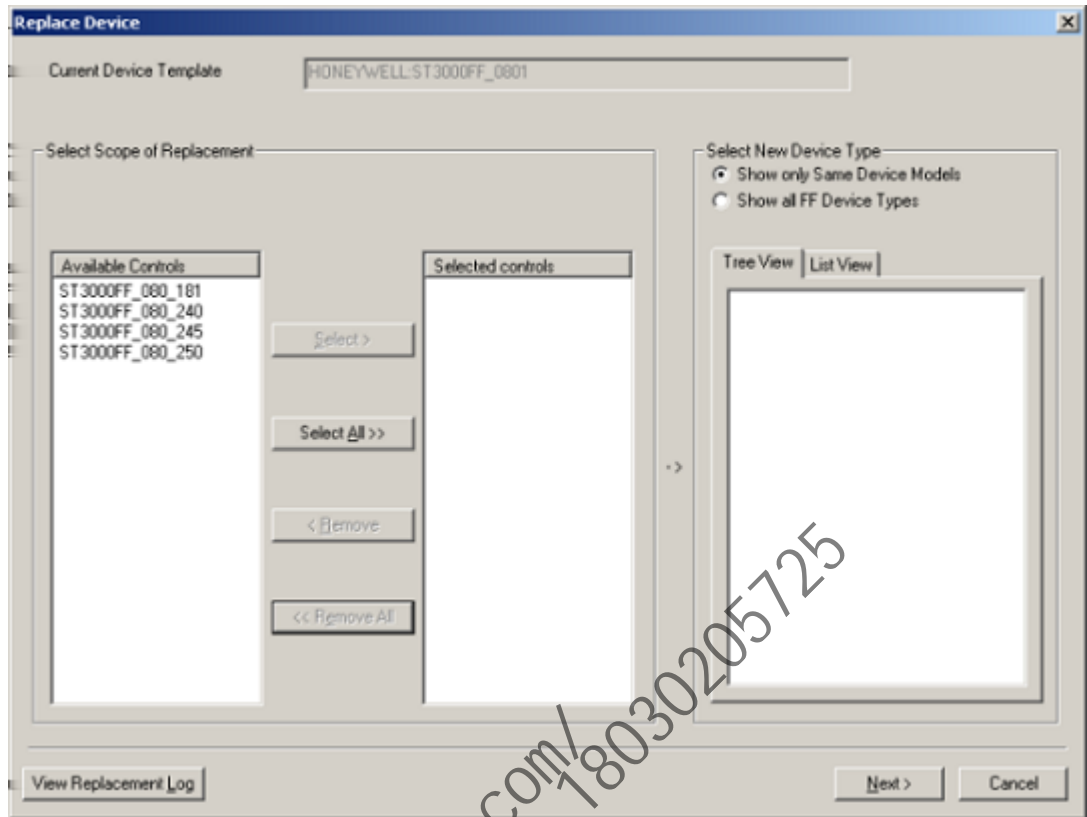 Replace Device
Current Device Template
HONEYWELL:ST3000FF_0801
Select Scope of Replacement
Available Controls
ST3000FF_080_181
ST3000FF_080_240
ST3000FF_080_245
ST3000FF_080_250
Select >
Select All >>
< Remove
<< Remove All
Selected controls
->
Select New Device Type
Show only Same Device Models
Show all FF Device Types
Tree View
List View
View Replacement Log
Next >
Cancel
com/
18030205725